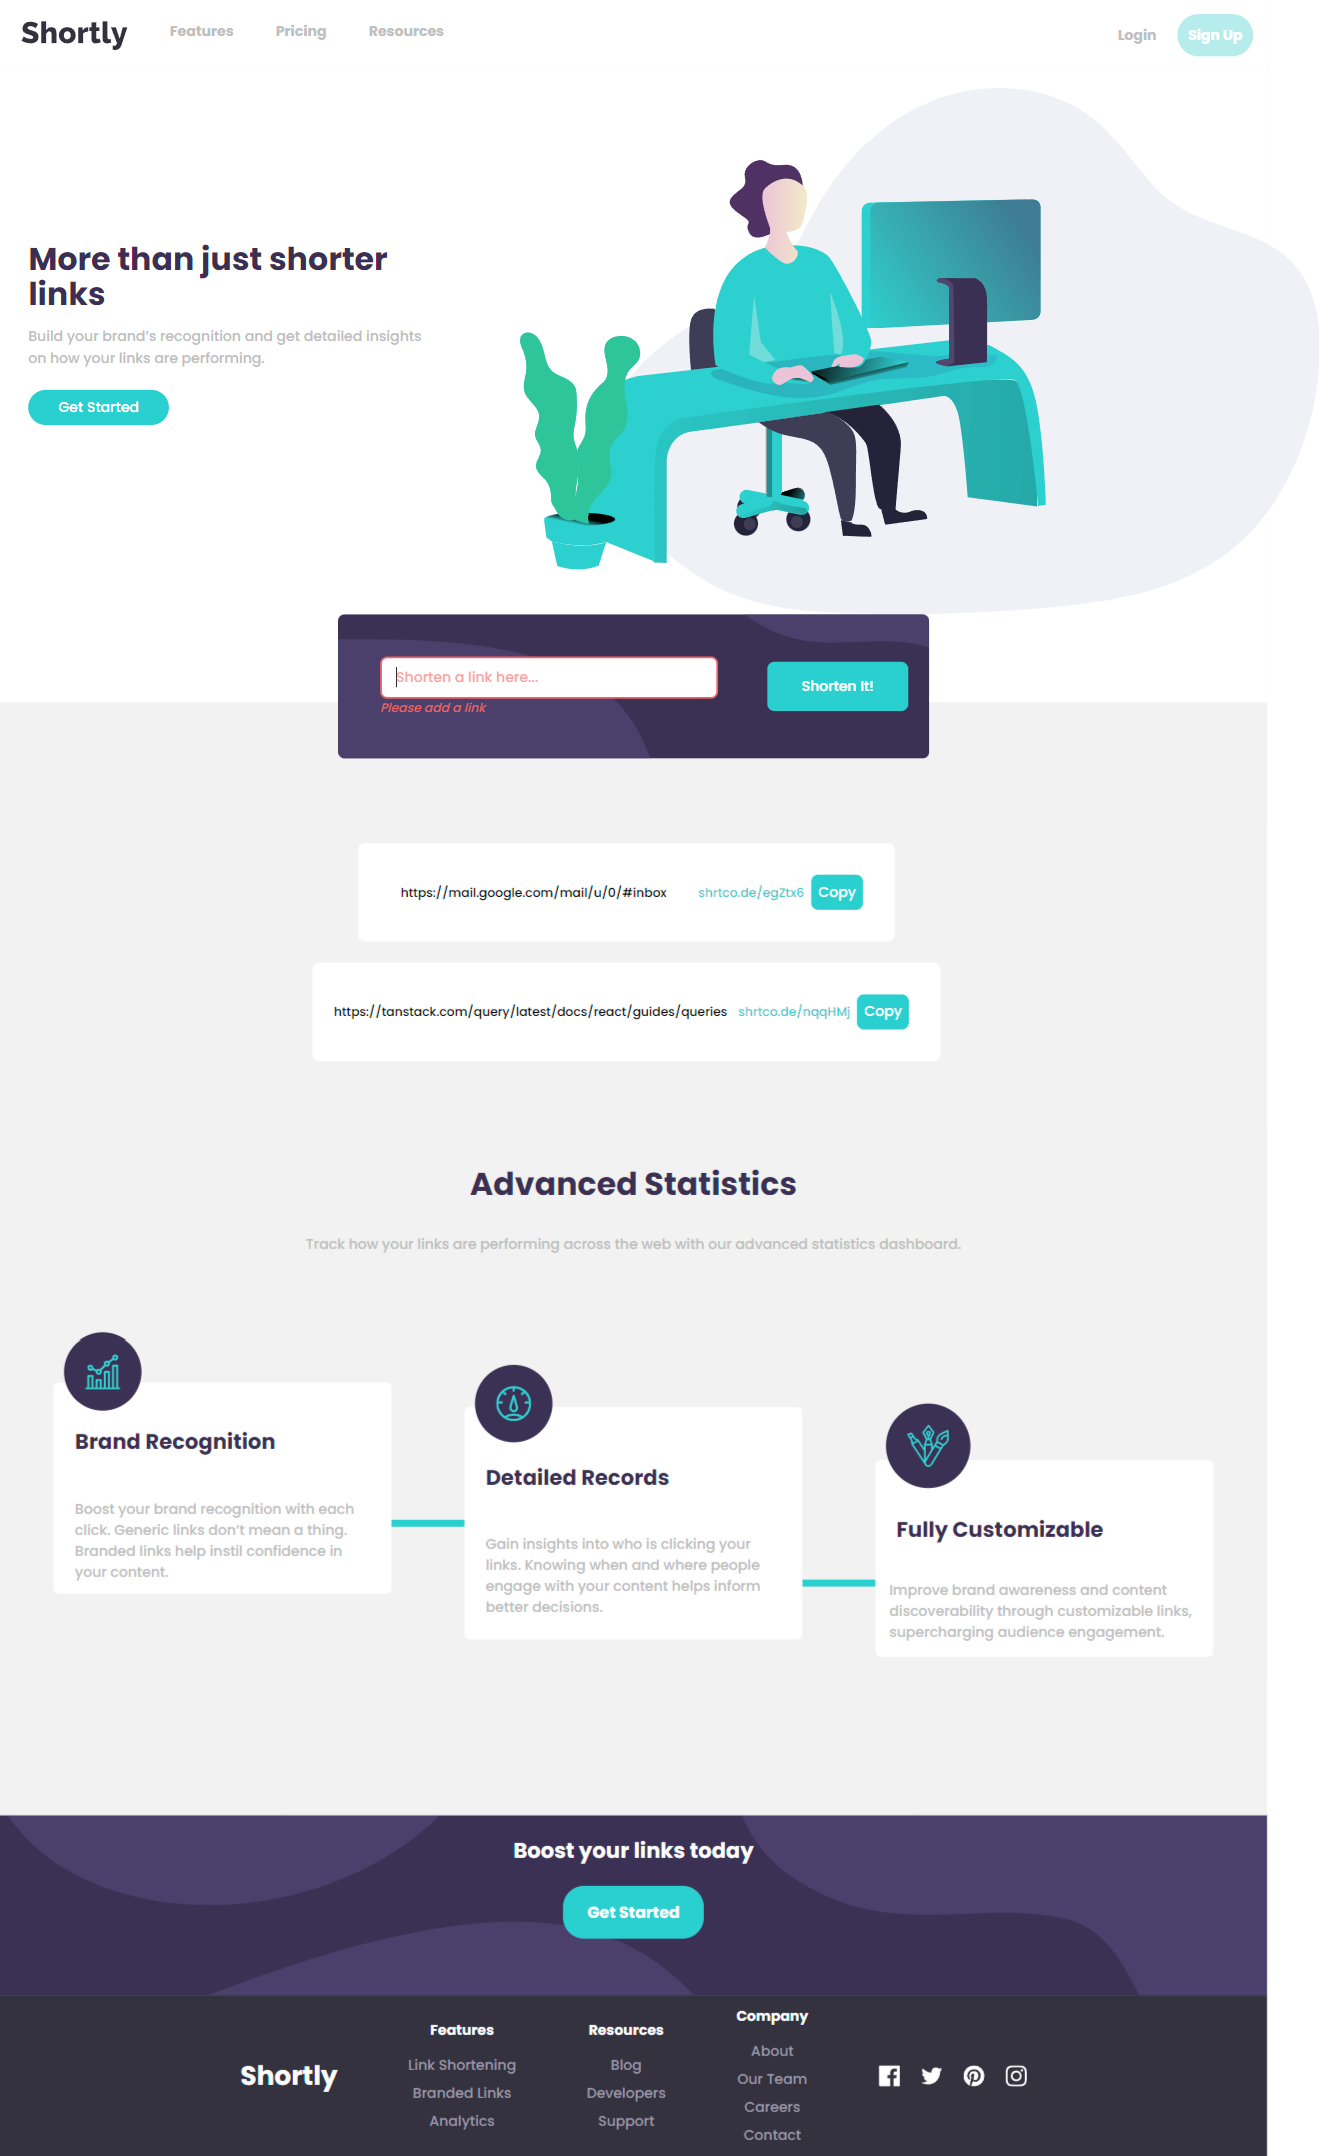 Shortly
Features
Pricing
Resources
Login
Sign Up
More than just shorter
links
Build your brand's recognition and get detailed insights
on how your links are performing.
Get Started
Shorten a link here...
Please add a link
Shorten It!
https://mail.google.com/mail/u/0/#inbox
shrtco.de/egZtx6
Copy
https://tanstack.com/query/latest/docs/react/guides/queries
shrtco.de/nqqHMj
Copy
Advanced Statistics
Track how your links are performing across the web with our advanced statistics dashboard.
Brand Recognition
Boost your brand recognition with each
click. Generic links don't mean a thing.
Branded links help instil confidence in
your content.
Detailed Records
Gain insights into who is clicking your
links. Knowing when and where people
engage with your content helps inform
better decisions.
Fully Customizable
Improve brand awareness and content
discoverability through customizable links,
supercharging audience engagement.
Boost your links today
Get Started
Shortly
Features
Link Shortening
Branded Links
Analytics
Resources
Blog
Developers
Support
Company
About
Our Team
Careers
Contact